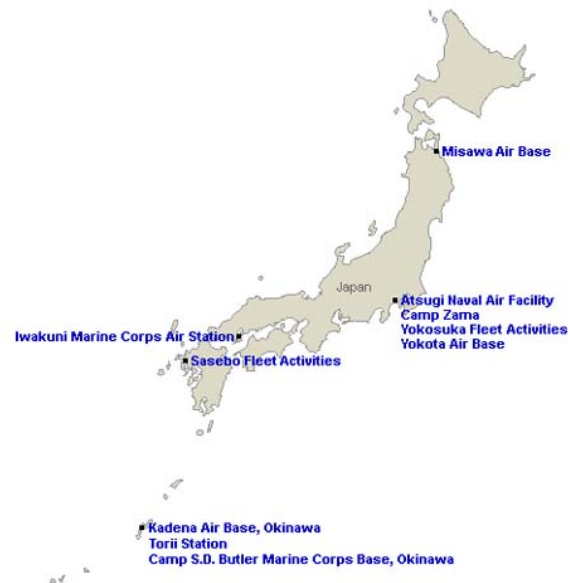 Misawa Air Base
Japan
Atsugi Naval Air Facility
Camp Zama
Yokosuka Fleet Activities
Yokota Air Base
Iwakuni Marine Corps Air Station
Sasebo Fleet Activities
Kadena Air Base, Okinawa
Torii Station
Camp S.D. Butler Marine Corps Base, Okinawa